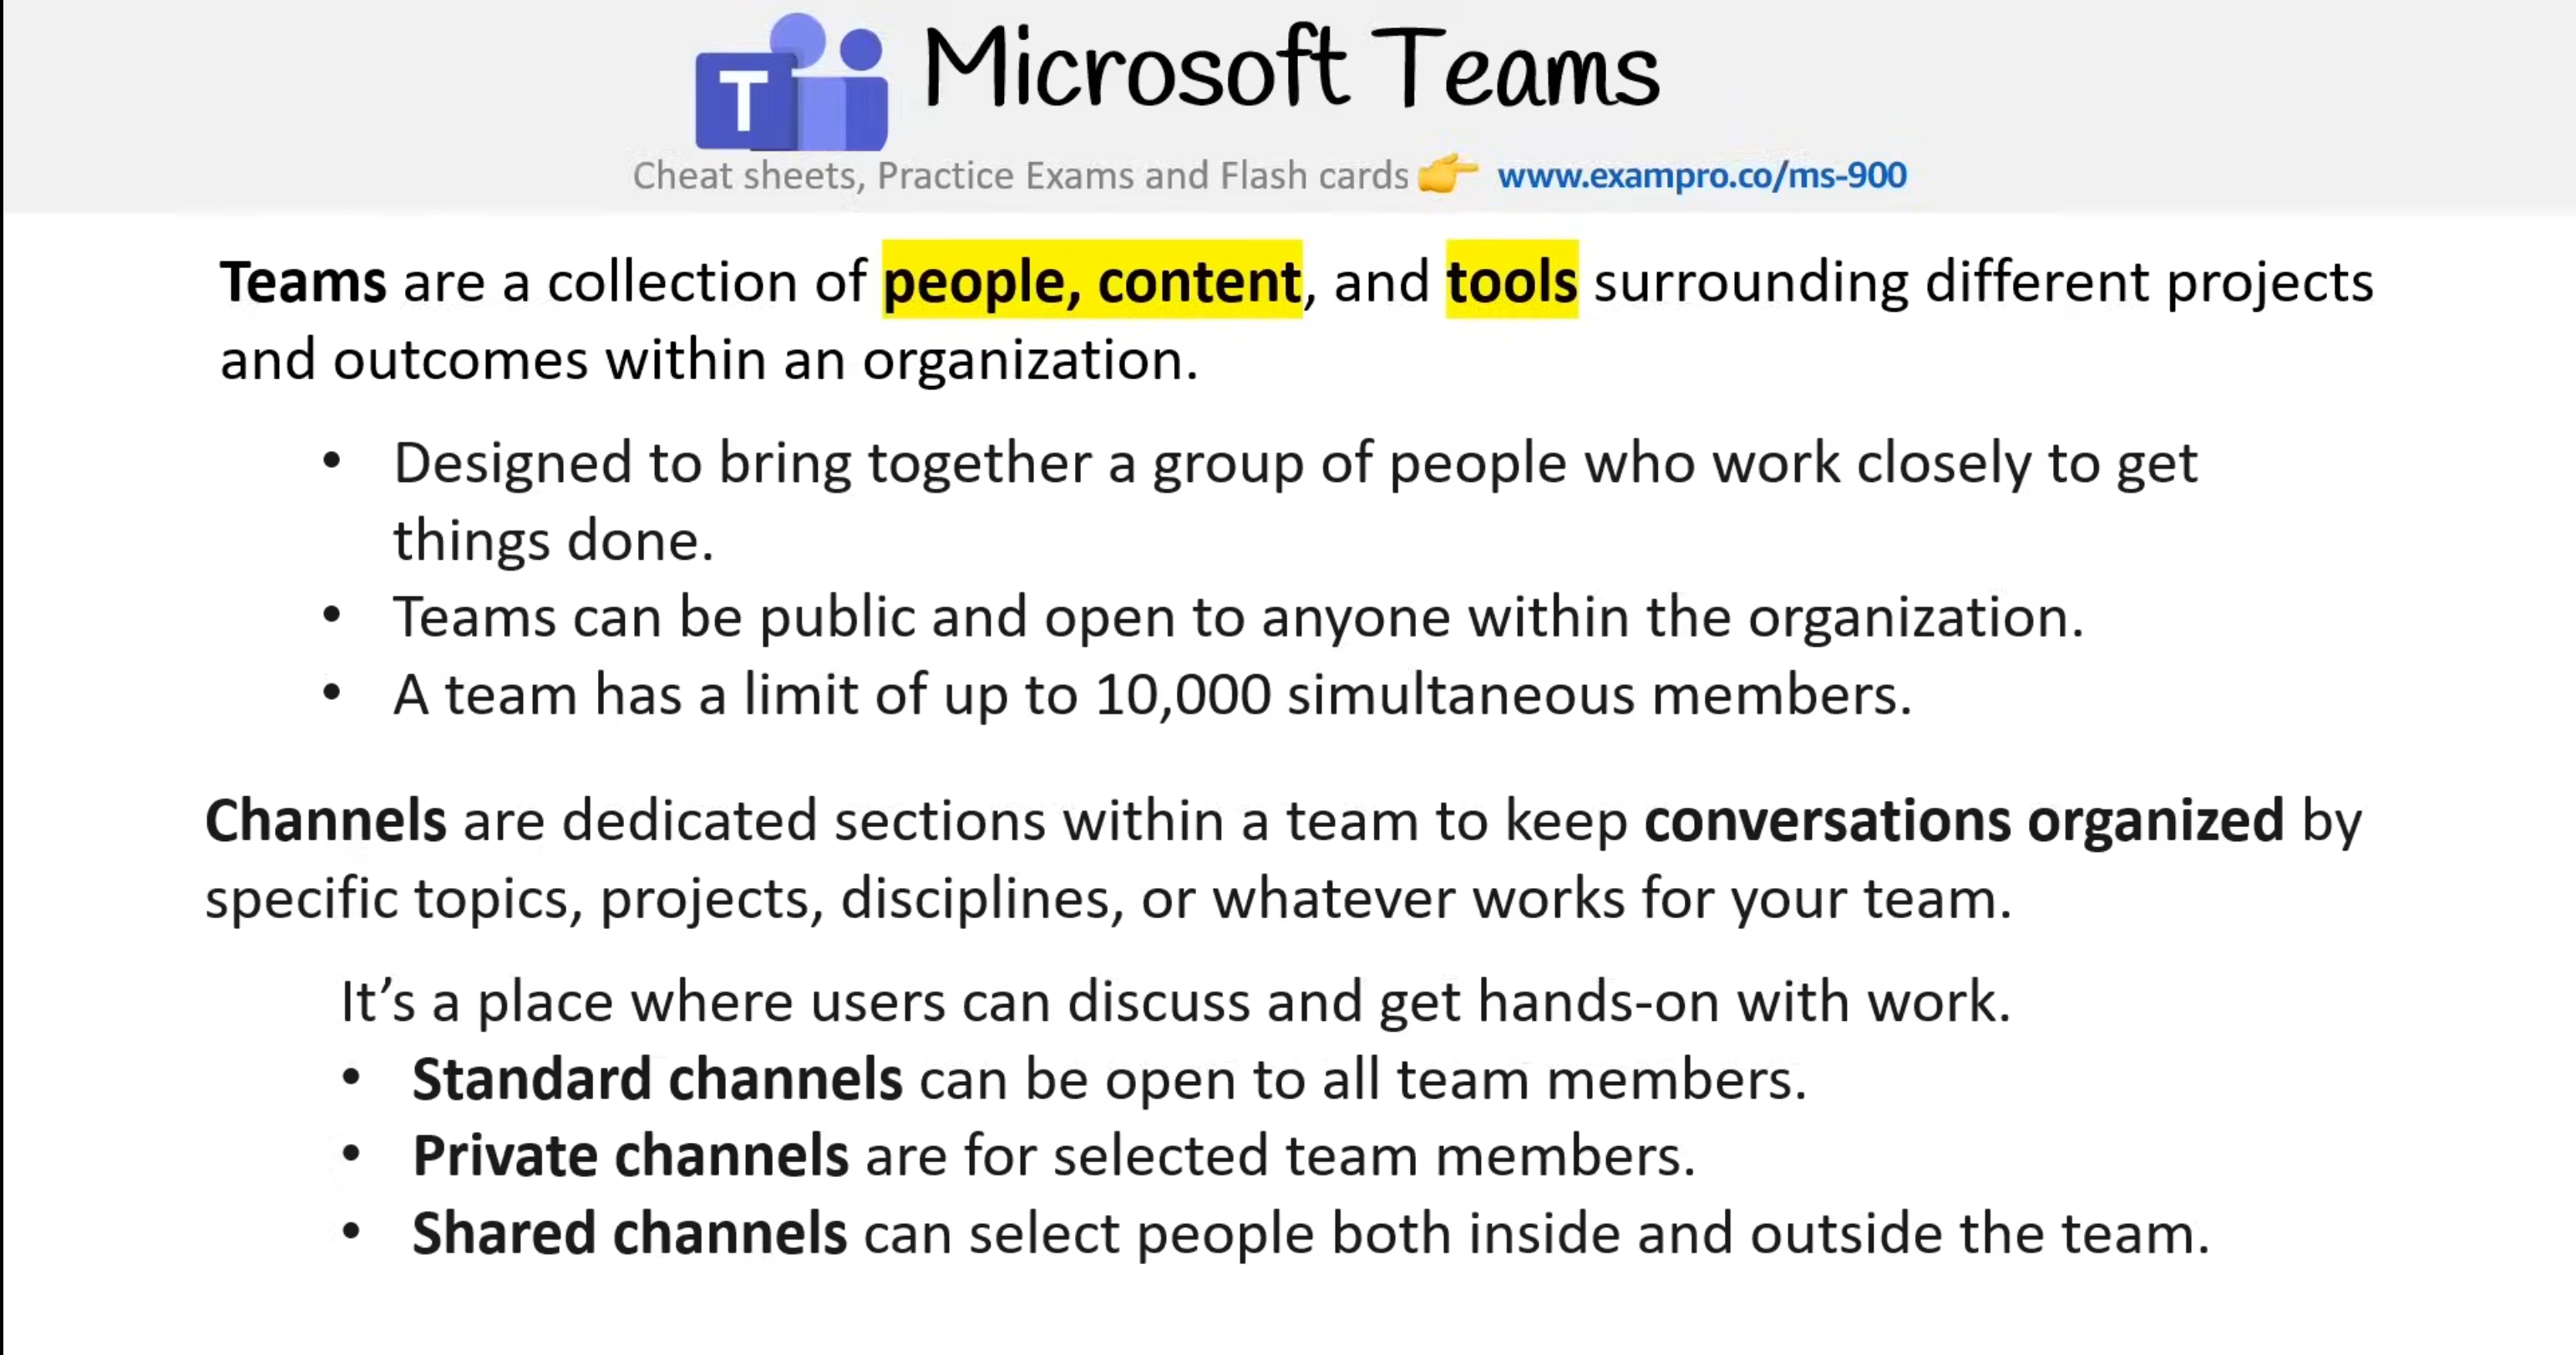 T Microsoft Teams
Cheat sheets, Practice Exams and Flash cards 👉 www.exampro.co/ms-900
Teams are a collection of people, content, and tools surrounding different projects
and outcomes within an organization.
• Designed to bring together a group of people who work closely to get
things done.
• Teams can be public and open to anyone within the organization.
• A team has a limit of up to 10,000 simultaneous members.
Channels are dedicated sections within a team to keep conversations organized by
specific topics, projects, disciplines, or whatever works for your team.
It’s a place where users can discuss and get hands-on with work.
• Standard channels can be open to all team members.
• Private channels are for selected team members.
• Shared channels can select people both inside and outside the team.